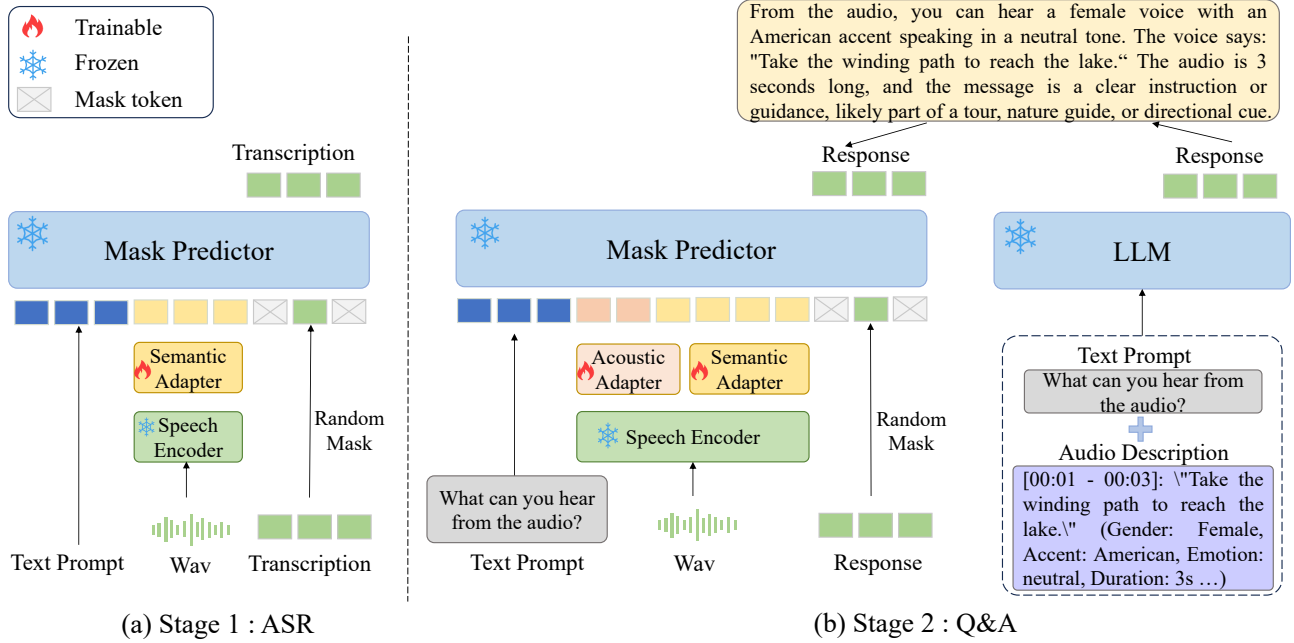 Trainable
Frozen
Mask token
Transcription
Mask Predictor
Semantic
Adapter
Speech
Encoder
Random
Mask
Text Prompt
Wav
Transcription
(a) Stage 1 : ASR
From the audio, you can hear a female voice with an
American accent speaking in a neutral tone. The voice says:
"Take the winding path to reach the lake.“ The audio is 3
seconds long, and the message is a clear instruction or
guidance, likely part of a tour, nature guide, or directional cue.
Response
Response
Mask Predictor
LLM
Acoustic
Adapter
Semantic
Adapter
Speech Encoder
Random
Mask
What can you hear
from the audio?
Text Prompt
Wav
Response
Text Prompt
What can you hear from
the audio?
Audio Description
[00:01 - 00:03]: \"Take the
winding path to reach the
lake.\" (Gender: Female,
Accent: American, Emotion:
neutral, Duration: 3s …)
(b) Stage 2 : Q&A